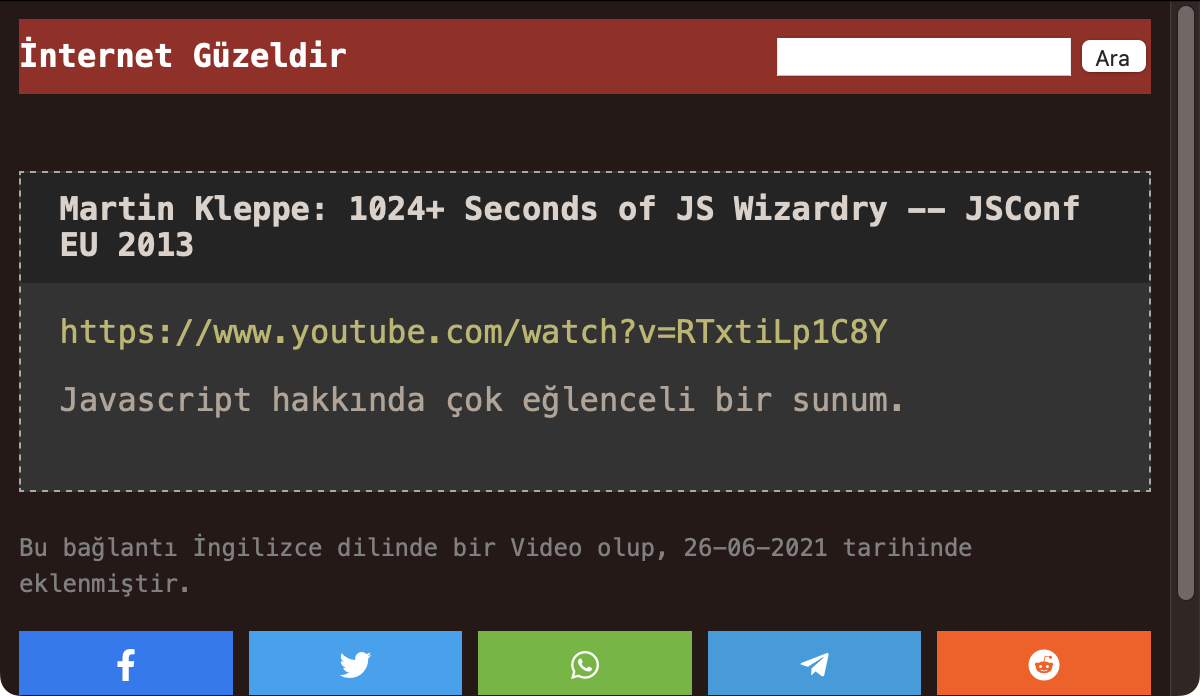 İnternet Güzeldir
Ara
Martin Kleppe: 1024+ Seconds of JS Wizardry -- JSConf
EU 2013
https://www.youtube.com/watch?v=RTxtiLp1C8Y
Javascript hakkında çok eğlenceli bir sunum.
Bu bağlantı İngilizce dilinde bir Video olup, 26-06-2021 tarihinde
eklenmiştir.